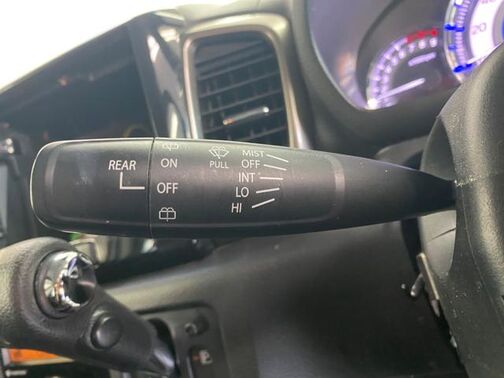 REAR
ON
OFF
PULL
MIST
OFF
INT
LO
HI